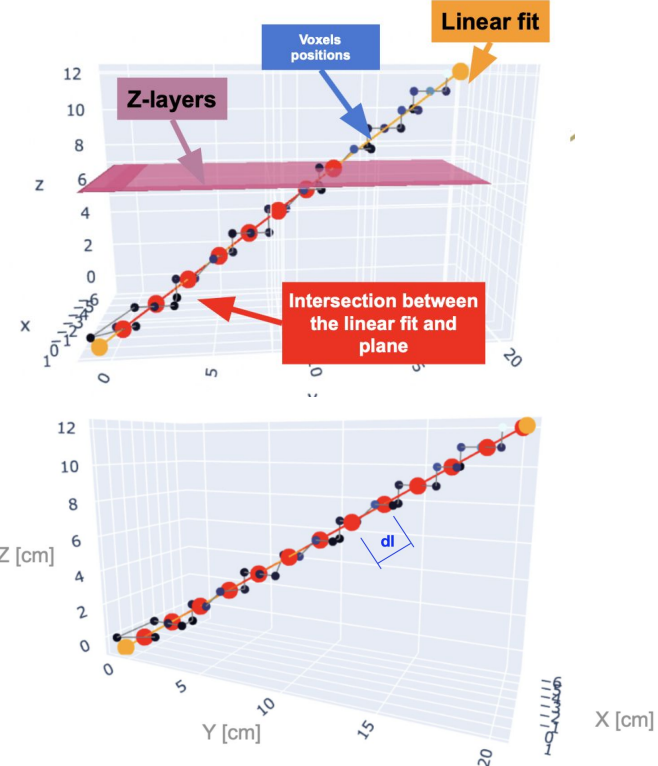 Linear fit
Voxels
positions
Z-layers
12
10
8
6
4
2
0
Z
X
1
0
5
20
Intersection between
the linear fit and
plane
12
10
8
6
4
2
0
Z [cm]
dl
0
5
10
15
20
Y [cm]
X [cm]